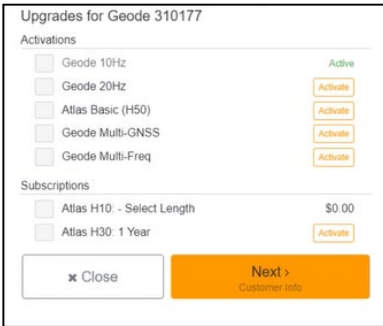 Upgrades for Geode 310177
Activations
Geode 10Hz Active
Geode 20Hz Activate
Atlas Basic (H50) Activate
Geode Multi-GNSS Activate
Geode Multi-Freq Activate
Subscriptions
Atlas H10: - Select Length $0.00
Atlas H30: 1 Year Activate
× Close Next ›
Customer Info